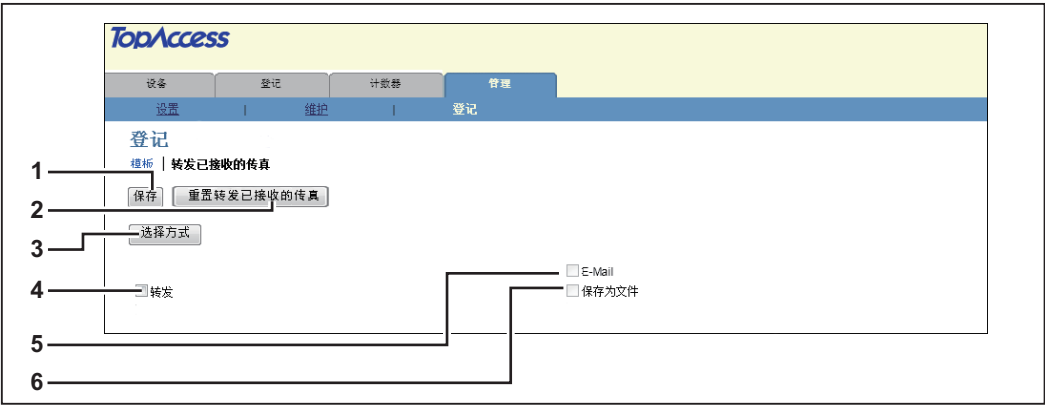 TopAccess
设备 登记 计数器 管理
设置 | 维护 | 登记
登记
模板 | 转发已接收的传真
1
保存 重置转发已接收的传真
2
选择方式
3
E-Mail
4 转发 保存为文件
5
6